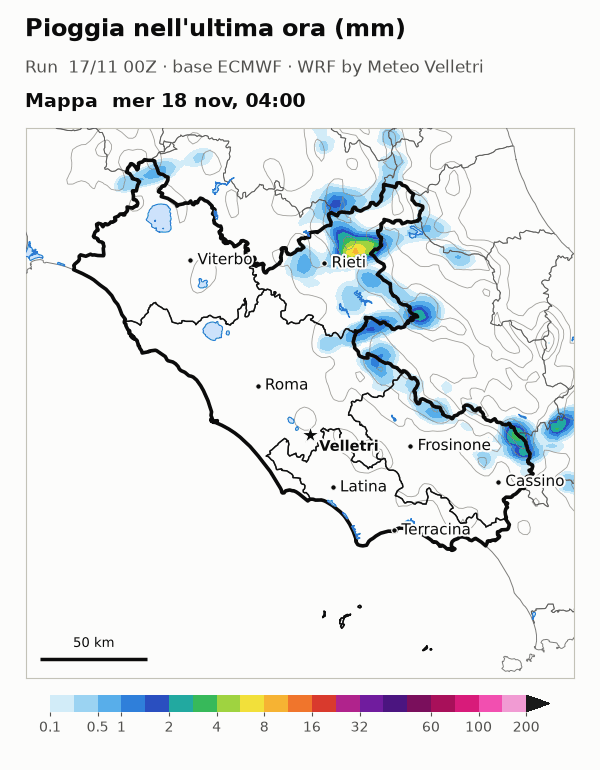 Pioggia nell'ultima ora (mm)
Run  17/11 00Z · base ECMWF · WRF by Meteo Velletri
Mappa  mer 18 nov, 04:00
Viterbo
Rieti
Roma
Velletri
Frosinone
Latina
Cassino
Terracina
50 km
0.1 0.5 1 2 4 8 16 32 60 100 200